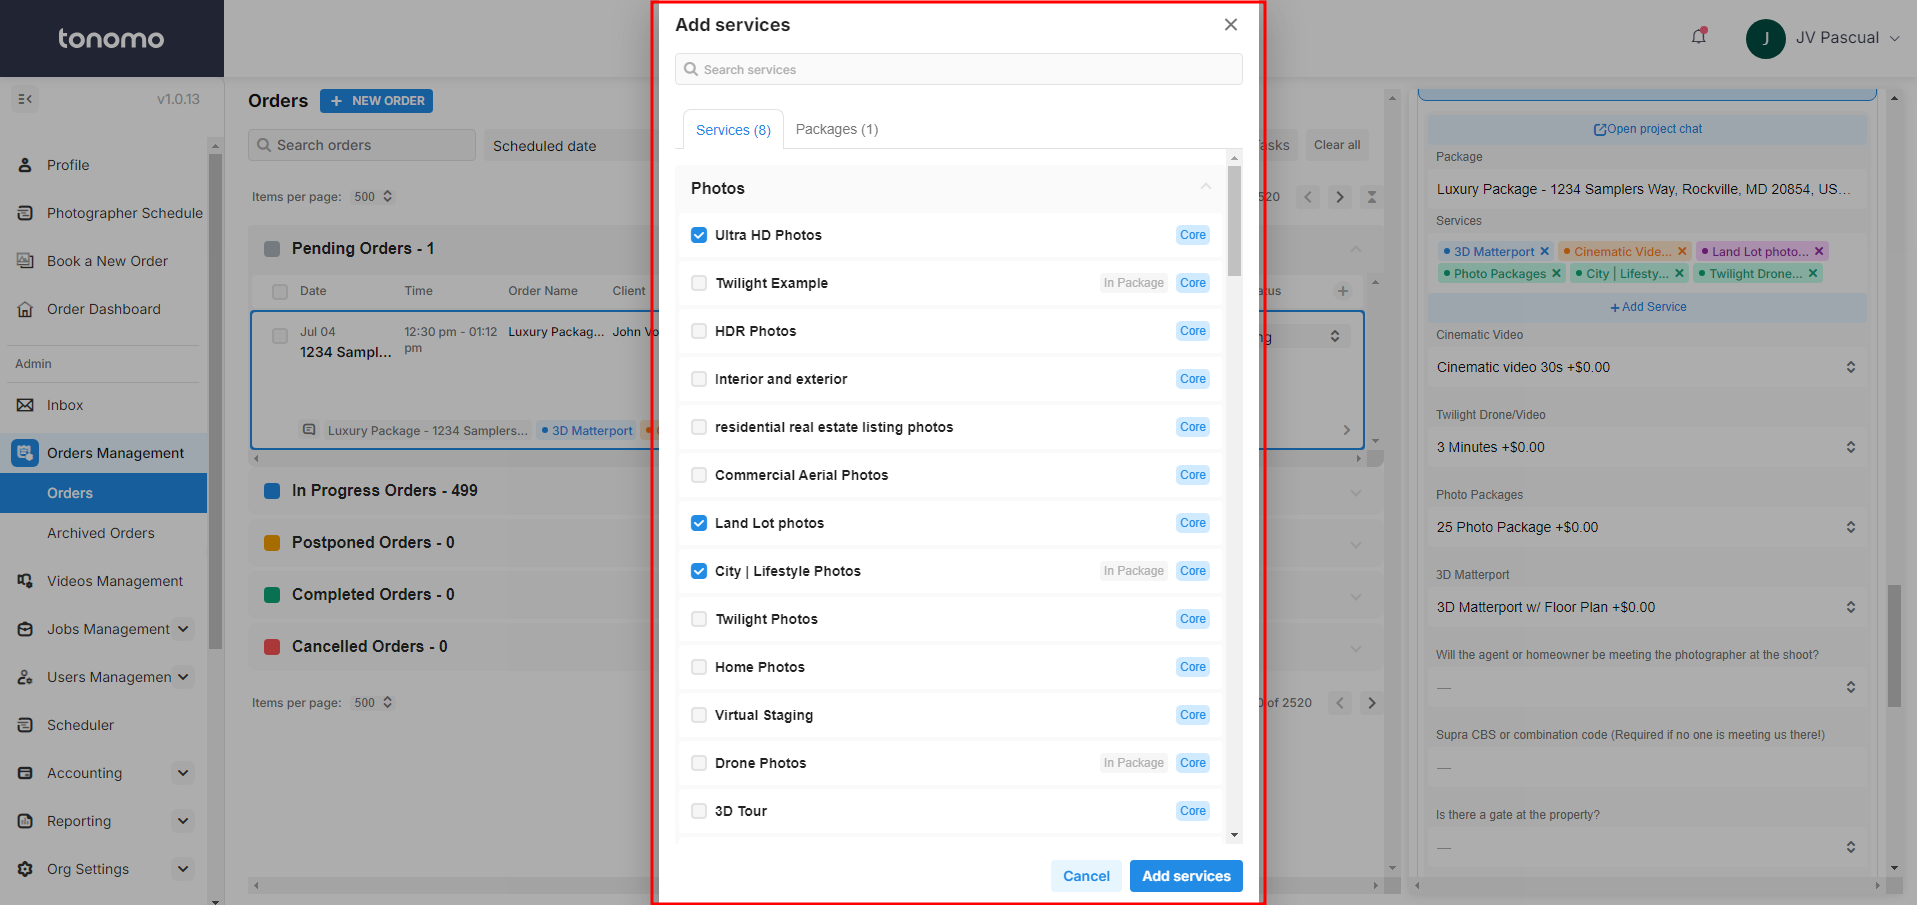 tonomo
JV Pascual
J
v1.0.13
Profile
Photographer Schedule
Book a New Order
Order Dashboard
Admin
Inbox
Orders Management
Orders
Archived Orders
Videos Management
Jobs Management
Users Managemen
Scheduler
Accounting
Reporting
Org Settings
Orders
+ NEW ORDER
Search orders
Scheduled date
asks
Clear all
Items per page: 500
520
Pending Orders - 1
Date Time Order Name Client atus +
Jul 04 12:30 pm - 01:12 pm Luxury Packag... John Vo
1234 Sampl...
Luxury Package - 1234 Samplers... 3D Matterport
In Progress Orders - 499
Postponed Orders - 0
Completed Orders - 0
Cancelled Orders - 0
Items per page: 500
of 2520
Add services
Search services
Services (8) Packages (1)
Photos
Ultra HD Photos Core
Twilight Example In Package Core
HDR Photos Core
Interior and exterior Core
residential real estate listing photos Core
Commercial Aerial Photos Core
Land Lot photos Core
City | Lifestyle Photos In Package Core
Twilight Photos Core
Home Photos Core
Virtual Staging Core
Drone Photos In Package Core
3D Tour Core
Cancel Add services
Open project chat
Package
Luxury Package - 1234 Samplers Way, Rockville, MD 20854, US...
Services
3D Matterport Cinematic Vide... Land Lot photo...
Photo Packages City | Lifesty... Twilight Drone...
+ Add Service
Cinematic Video
Cinematic video 30s +$0.00
Twilight Drone/Video
3 Minutes +$0.00
Photo Packages
25 Photo Package +$0.00
3D Matterport
3D Matterport w/ Floor Plan +$0.00
Will the agent or homeowner be meeting the photographer at the shoot?
—
Supra CBS or combination code (Required if no one is meeting us there!)
—
Is there a gate at the property?
—